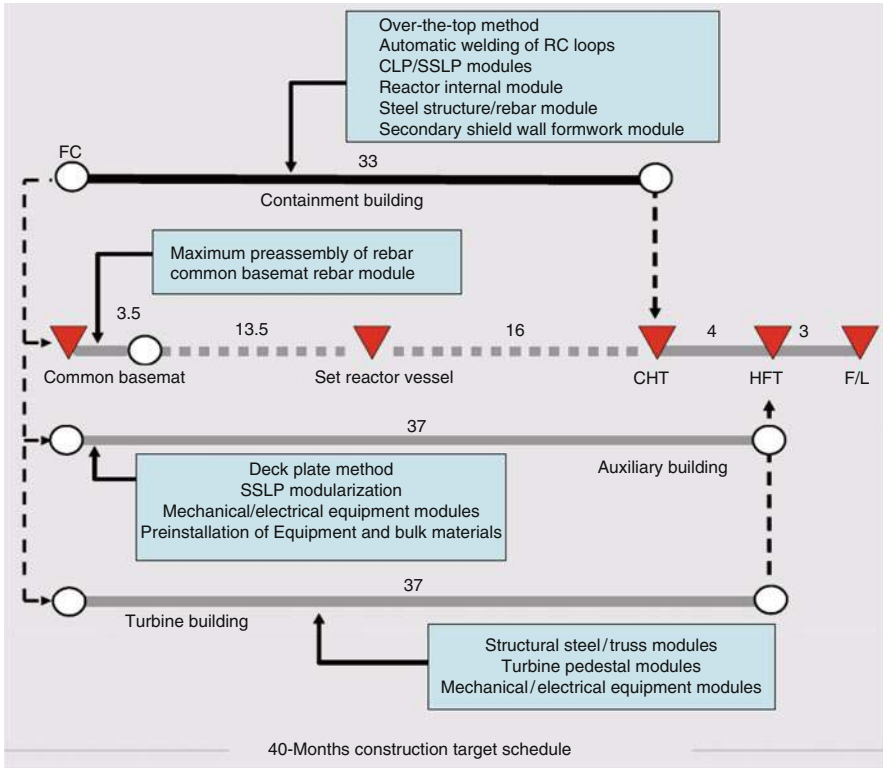 Over-the-top method
Automatic welding of RC loops
CLP/SSLP modules
Reactor internal module
Steel structure/rebar module
Secondary shield wall formwork module
FC
33
Containment building
Maximum preassembly of rebar
common basemat rebar module
3.5
13.5
16
4
3
Common basemat
Set reactor vessel
CHT
HFT
F/L
37
Auxiliary building
Deck plate method
SSLP modularization
Mechanical/electrical equipment modules
Preinstallation of Equipment and bulk materials
37
Turbine building
Structural steel/truss modules
Turbine pedestal modules
Mechanical/electrical equipment modules
40-Months construction target schedule